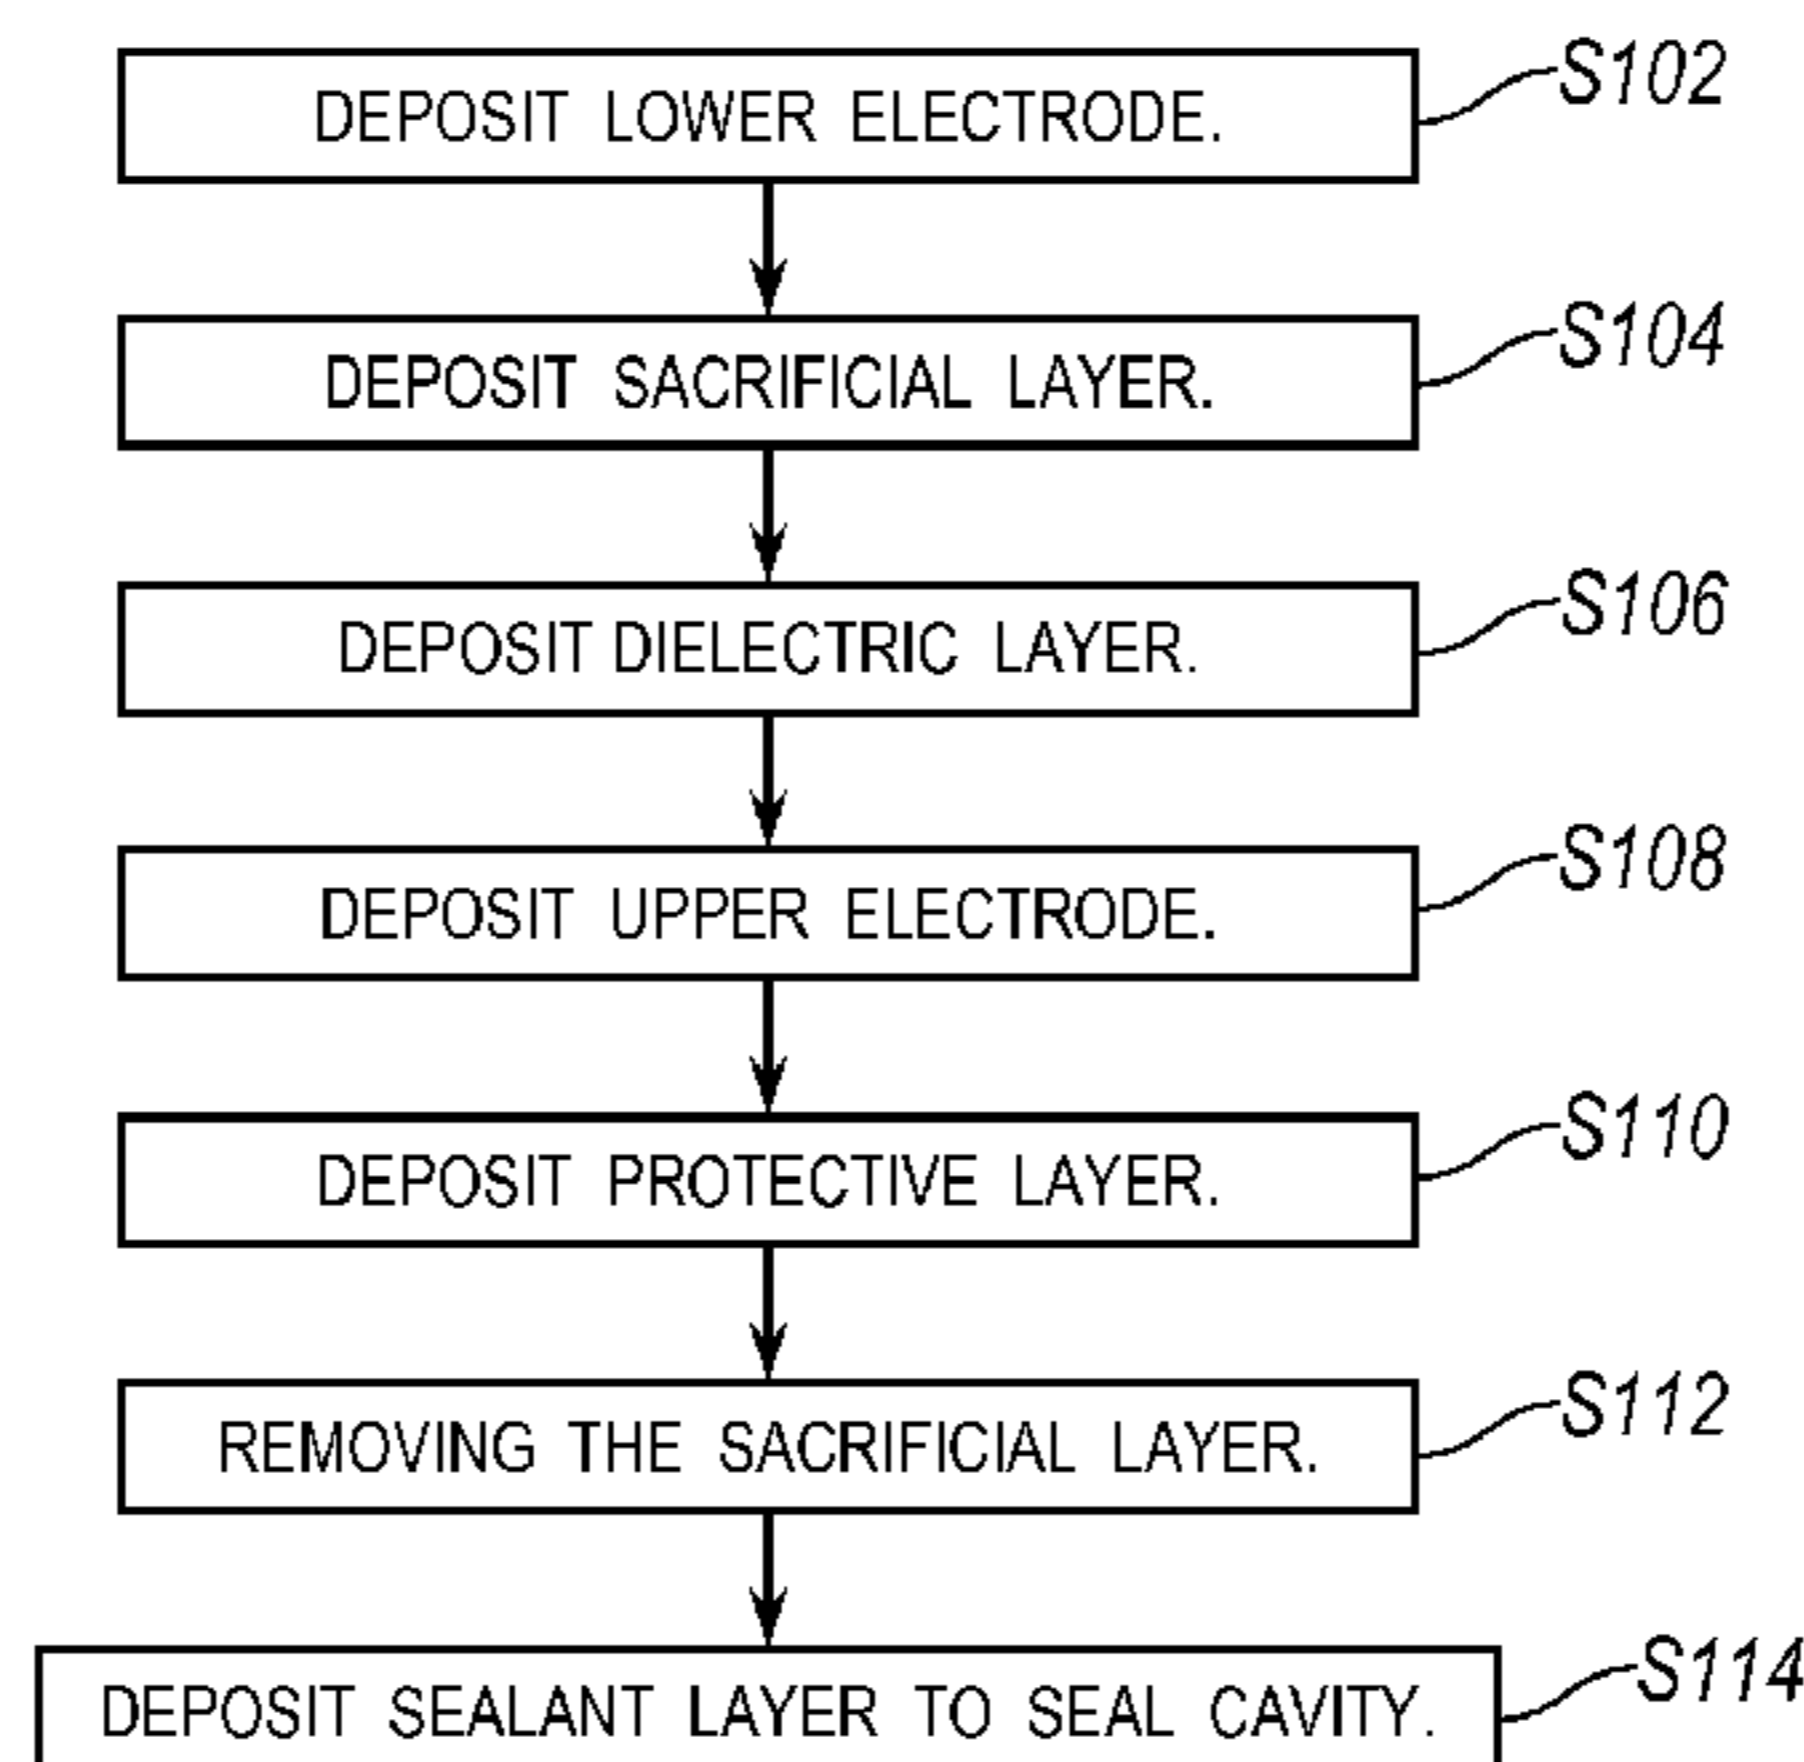 DEPOSIT LOWER ELECTRODE.
S102
DEPOSIT SACRIFICIAL LAYER.
S104
DEPOSIT DIELECTRIC LAYER.
S106
DEPOSIT UPPER ELECTRODE.
S108
DEPOSIT PROTECTIVE LAYER.
S110
REMOVING THE SACRIFICIAL LAYER.
S112
DEPOSIT SEALANT LAYER TO SEAL CAVITY.
S114